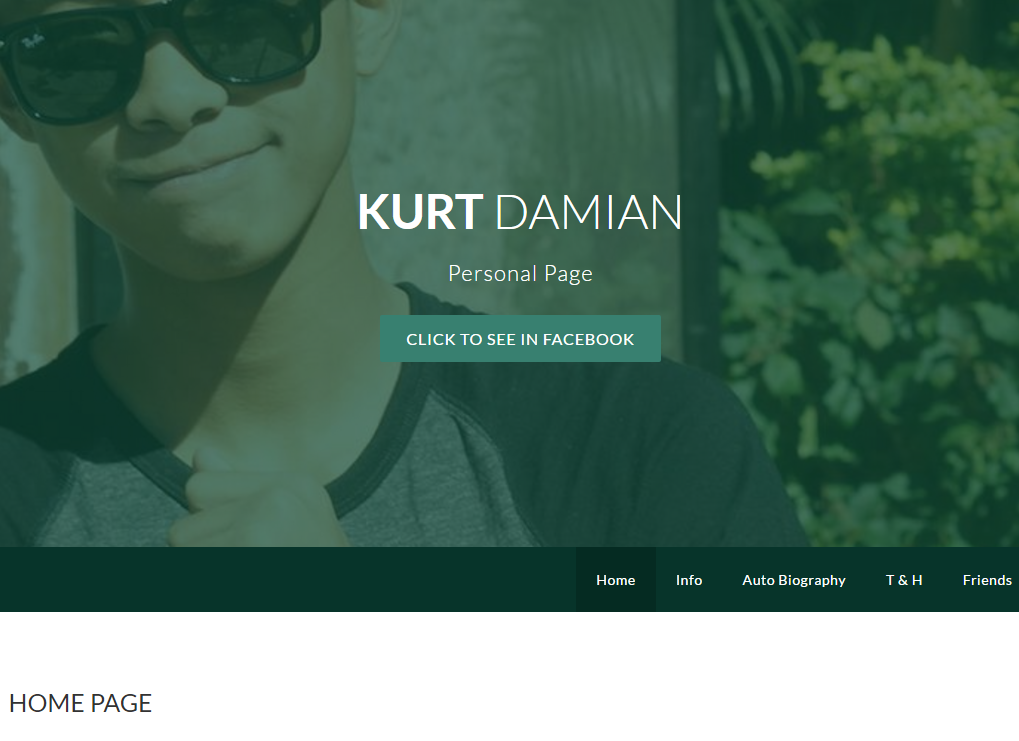 Ray-Ban
KURT DAMIAN
Personal Page
CLICK TO SEE IN FACEBOOK
Home Info Auto Biography T & H Friends
HOME PAGE